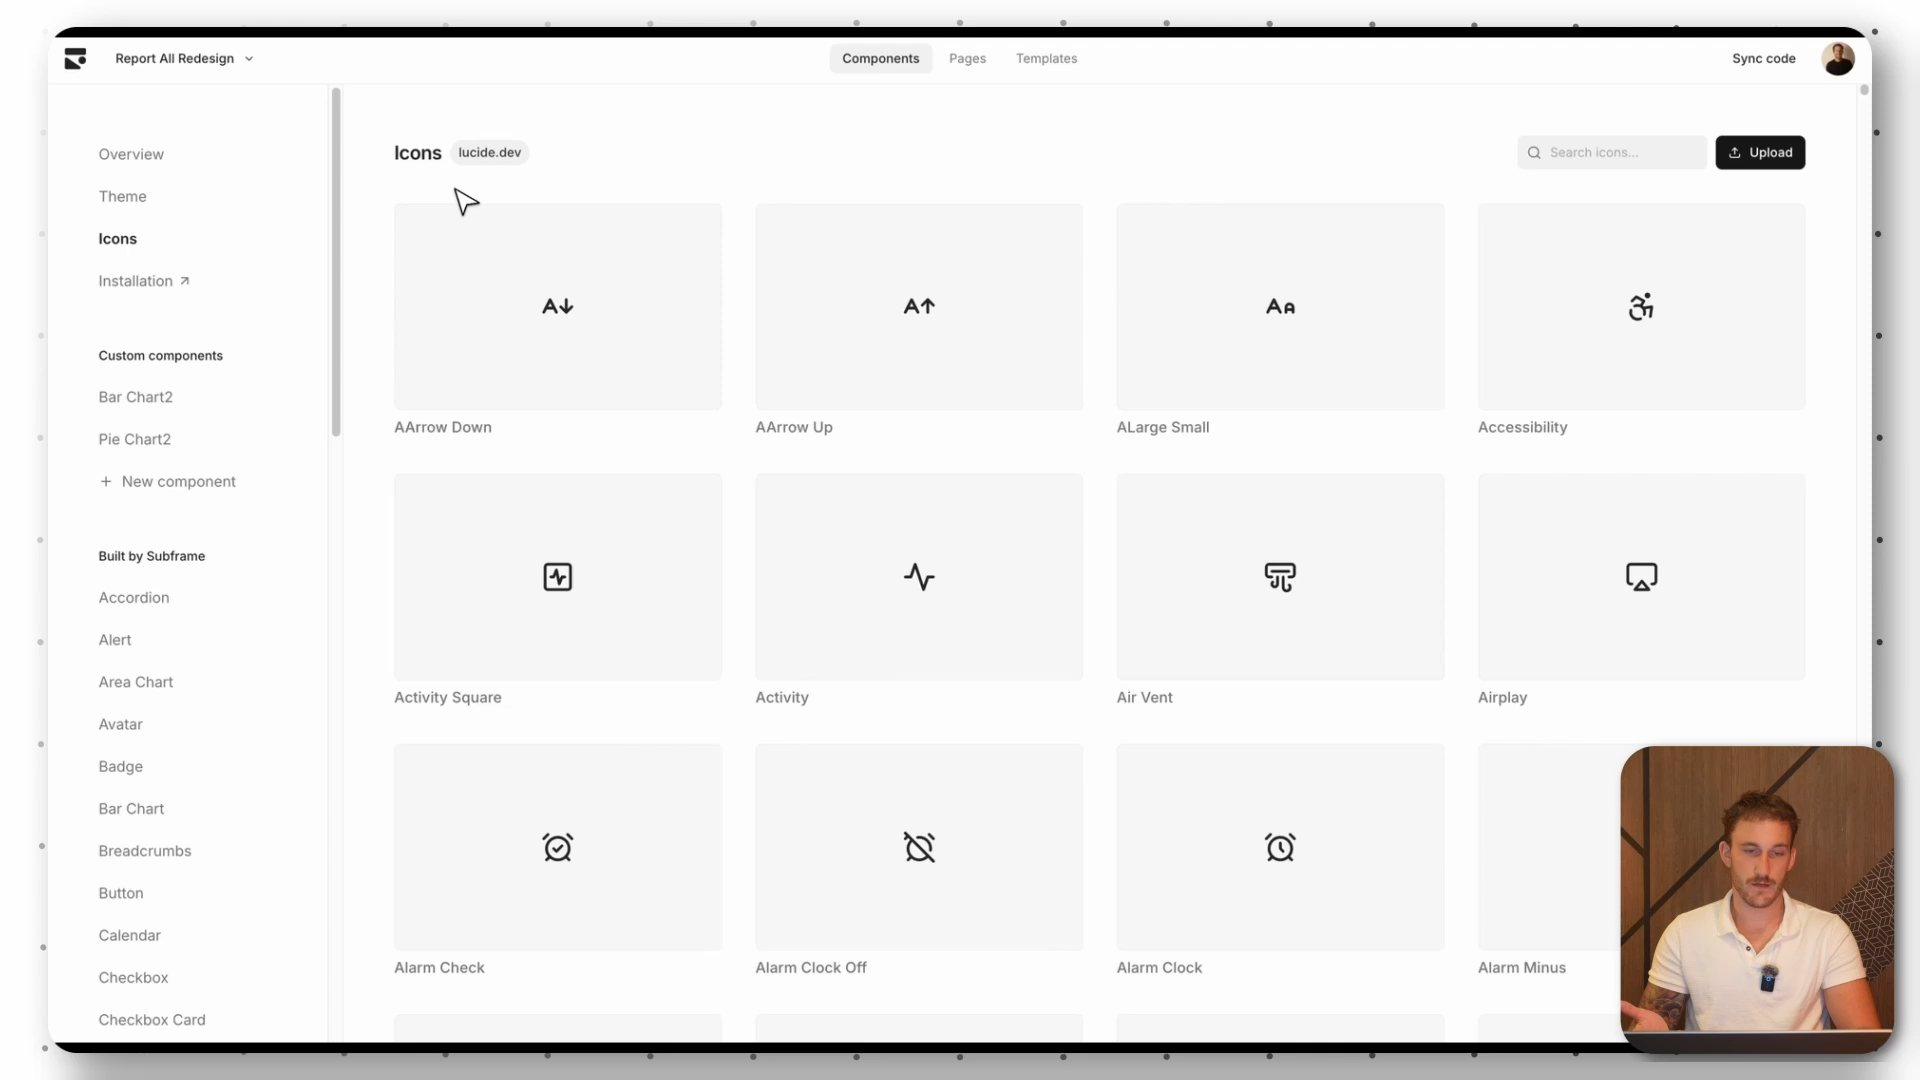 Report All Redesign
Components
Pages
Templates
Sync code
Overview
Theme
Icons
Installation
Custom components
Bar Chart2
Pie Chart2
New component
Built by Subframe
Accordion
Alert
Area Chart
Avatar
Badge
Bar Chart
Breadcrumbs
Button
Calendar
Checkbox
Checkbox Card
Icons
lucide.dev
Search icons...
Upload
AArrow Down
AArrow Up
ALarge Small
Accessibility
Activity Square
Activity
Air Vent
Airplay
Alarm Check
Alarm Clock Off
Alarm Clock
Alarm Minus